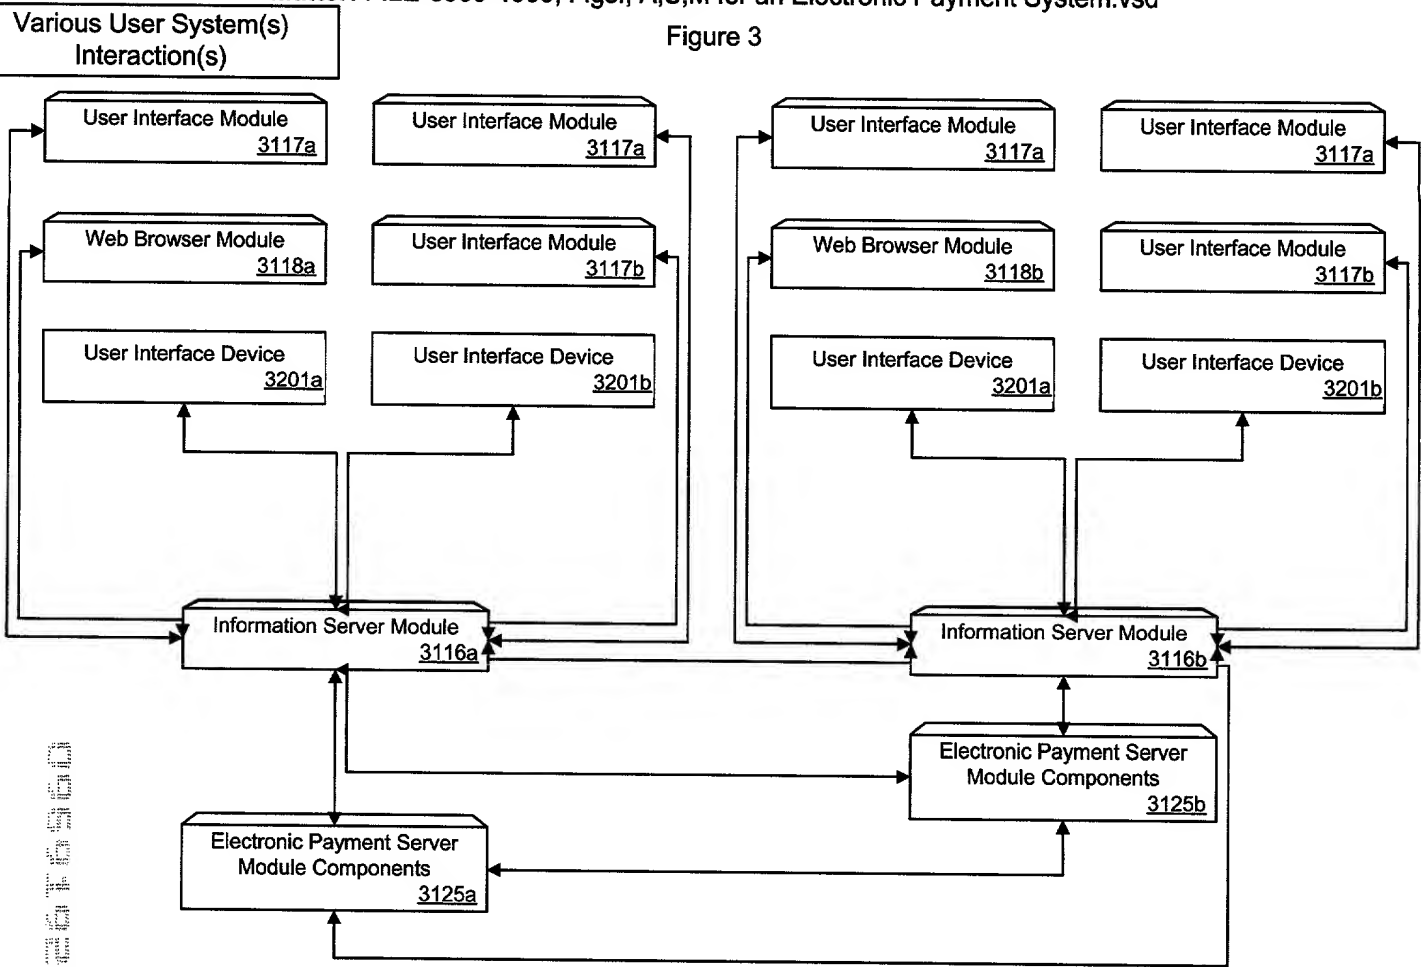 Figure 3
Various User System(s)
Interaction(s)
User Interface Module
3117a
User Interface Module
3117a
User Interface Module
3117a
User Interface Module
3117a
Web Browser Module
3118a
User Interface Module
3117b
Web Browser Module
3118b
User Interface Module
3117b
User Interface Device
3201a
User Interface Device
3201b
User Interface Device
3201a
User Interface Device
3201b
Information Server Module
3116a
Information Server Module
3116b
Electronic Payment Server
Module Components
3125b
Electronic Payment Server
Module Components
3125a